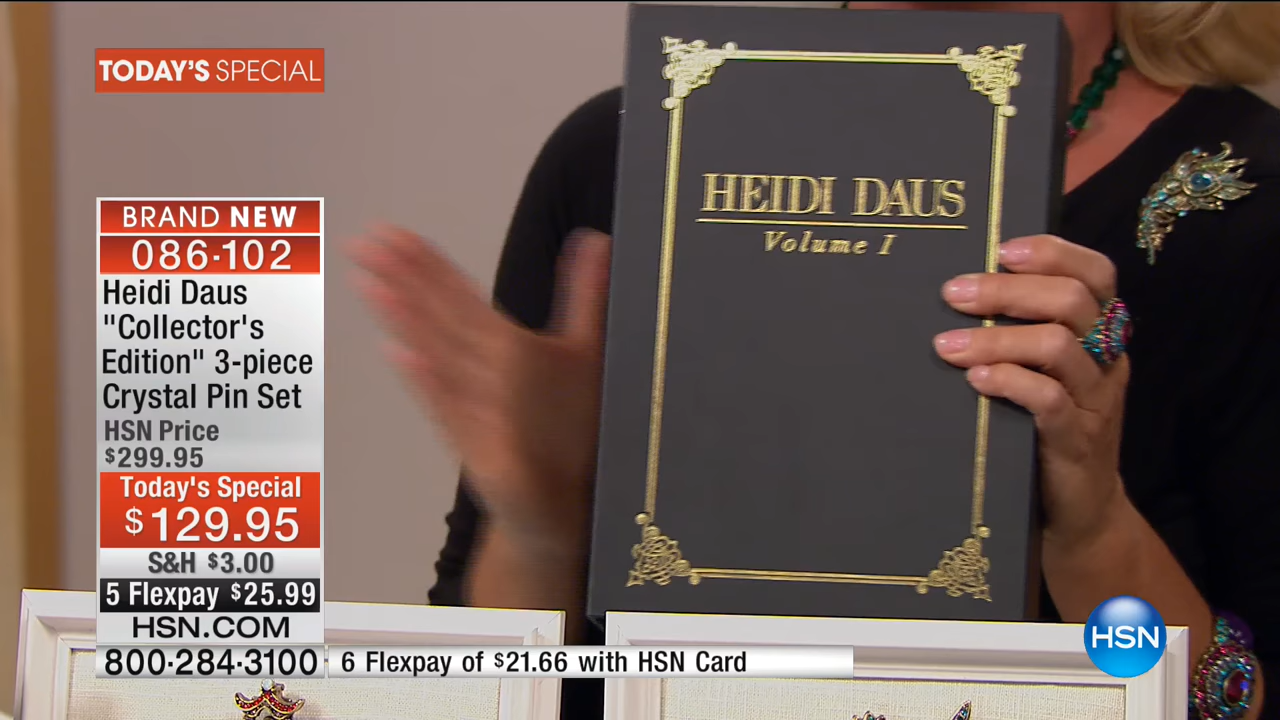 TODAY'S SPECIAL
BRAND NEW
086·102
Heidi Daus
"Collector's
Edition" 3-piece
Crystal Pin Set
HSN Price
$299.95
Today's Special
$129.95
S&H $3.00
5 Flexpay $25.99
HSN.COM
800·284·3100
6 Flexpay of $21.66 with HSN Card
HEIDI DAUS
Volume I
HSN